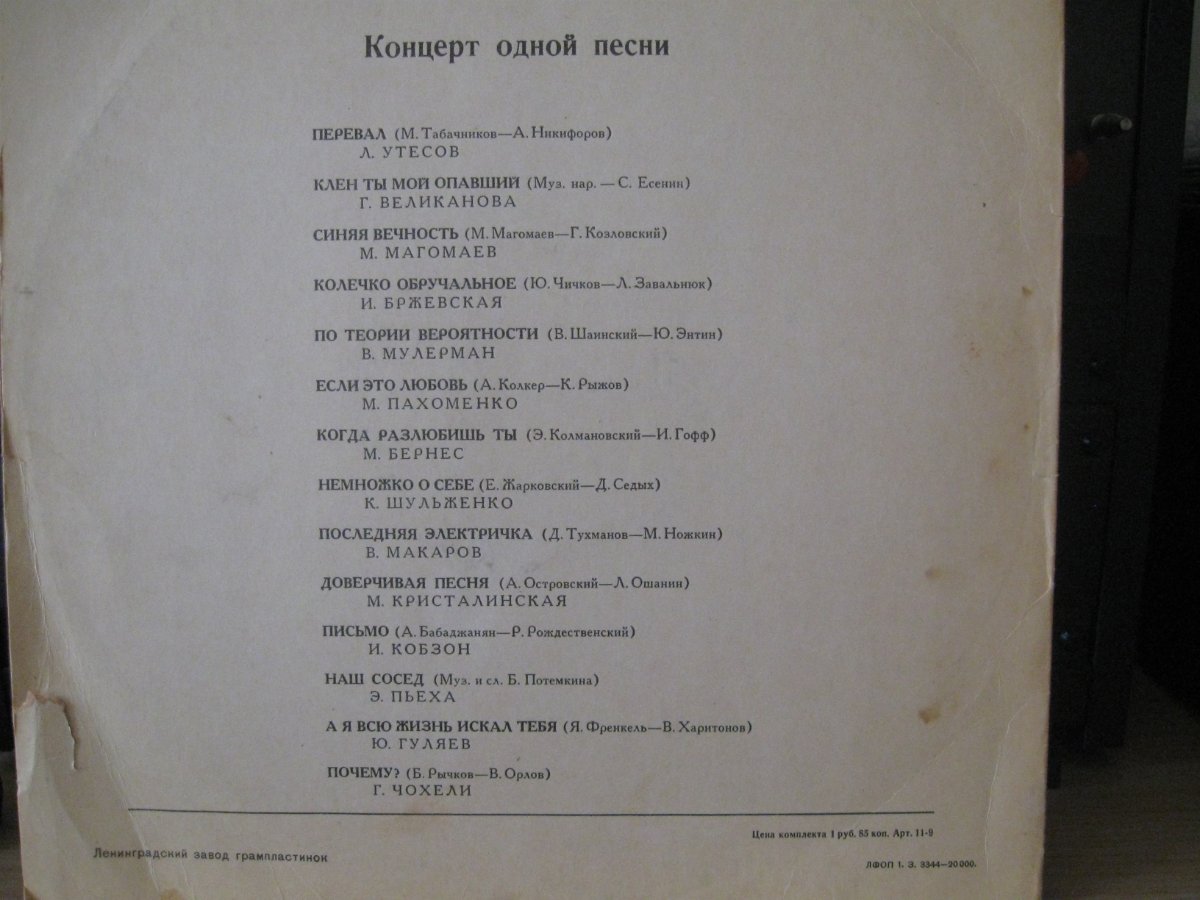 Концерт одной песни
ПЕРЕВАЛ (М. Табачников—А. Никифоров)
Л. УТЕСОВ
КЛЕН ТЫ МОЙ ОПАВШИЙ (Муз. нар. — С. Есенин)
Г. ВЕЛИКАНОВА
СИНЯЯ ВЕЧНОСТЬ (М. Магомаев—Г. Козловский)
М. МАГОМАЕВ
КОЛЕЧКО ОБРУЧАЛЬНОЕ (Ю. Чичков—Л. Завальнюк)
И. БРЖЕВСКАЯ
ПО ТЕОРИИ ВЕРОЯТНОСТИ (В. Шаинский—Ю. Энтин)
В. МУЛЕРМАН
ЕСЛИ ЭТО ЛЮБОВЬ (А. Колкер—К. Рыжов)
М. ПАХОМЕНКО
КОГДА РАЗЛЮБИШЬ ТЫ (Э. Колмановский—И. Гофф)
М. БЕРНЕС
НЕМНОЖКО О СЕБЕ (Е. Жарковский—Д. Седых)
К. ШУЛЬЖЕНКО
ПОСЛЕДНЯЯ ЭЛЕКТРИЧКА (Д. Тухманов—М. Ножкин)
В. МАКАРОВ
ДОВЕРЧИВАЯ ПЕСНЯ (А. Островский—Л. Ошанин)
М. КРИСТАЛИНСКАЯ
ПИСЬМО (А. Бабаджанян—Р. Рождественский)
И. КОБЗОН
НАШ СОСЕД (Муз. и сл. Б. Потемкина)
Э. ПЬЕХА
А Я ВСЮ ЖИЗНЬ ИСКАЛ ТЕБЯ (Я. Френкель—В. Харитонов)
Ю. ГУЛЯЕВ
ПОЧЕМУ? (Б. Рычков—В. Орлов)
Г. ЧОХЕЛИ
Цена комплекта 1 руб. 85 коп. Арт. 11-9
Ленинградский завод грампластинок
ЛФОП 1. З. 3344—20000.